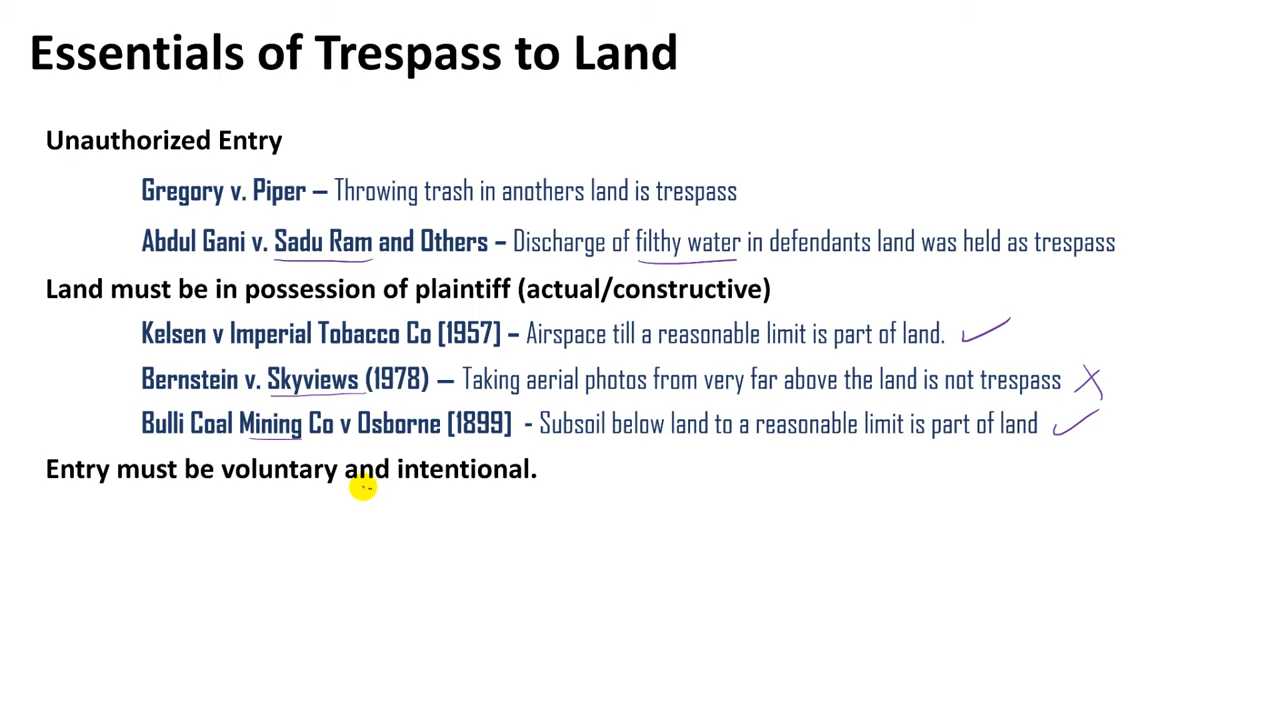 Essentials of Trespass to Land
Unauthorized Entry
Gregory v. Piper – Throwing trash in anothers land is trespass
Abdul Gani v. Sadu Ram and Others – Discharge of filthy water in defendants land was held as trespass
Land must be in possession of plaintiff (actual/constructive)
Kelsen v Imperial Tobacco Co [1957] – Airspace till a reasonable limit is part of land.
Bernstein v. Skyviews (1978) – Taking aerial photos from very far above the land is not trespass
Bulli Coal Mining Co v Osborne [1899] - Subsoil below land to a reasonable limit is part of land
Entry must be voluntary and intentional.